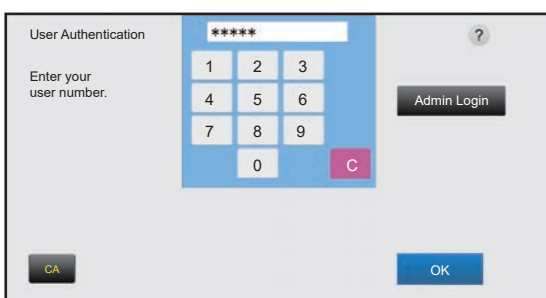 User Authentication
*****
?
Enter your
user number.
1 2 3
4 5 6
7 8 9
0 C
Admin Login
CA
OK